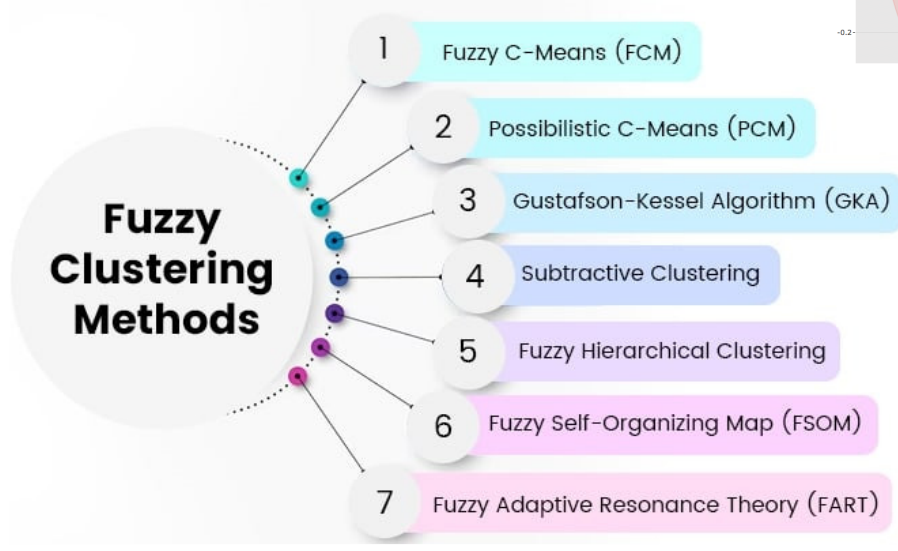 -0.2-
1
Fuzzy C-Means (FCM)
2
Possibilistic C-Means (PCM)
3
Gustafson-Kessel Algorithm (GKA)
Fuzzy
Clustering
Methods
4
Subtractive Clustering
5
Fuzzy Hierarchical Clustering
6
Fuzzy Self-Organizing Map (FSOM)
7
Fuzzy Adaptive Resonance Theory (FART)